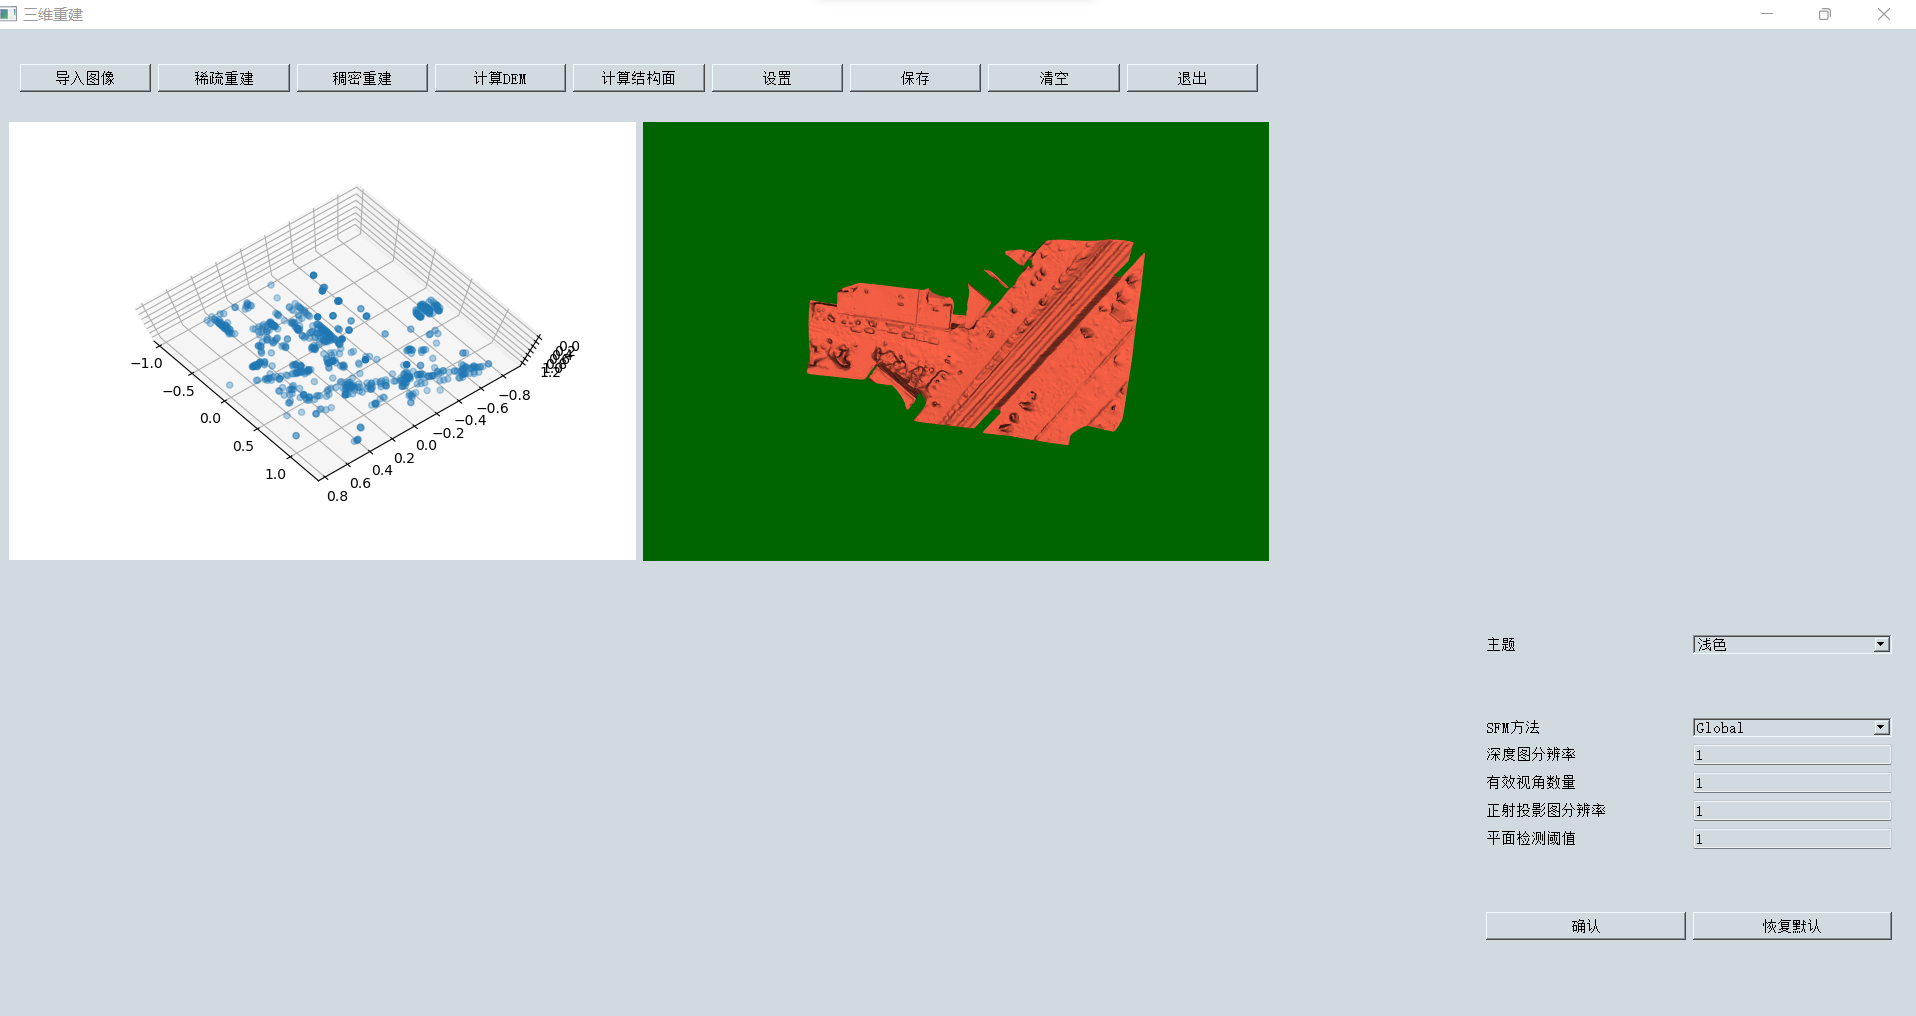 三维重建
导入图像 稀疏重建 稠密重建 计算DEM 计算结构面 设置 保存 清空 退出
−1.0
−0.5
0.0
0.5
1.0
0.8
0.6
0.4
0.2
0.0
−0.2
−0.4
−0.6
−0.8
主题 浅色
SFM方法 Global
深度图分辨率 1
有效视角数量 1
正射投影图分辨率 1
平面检测阈值 1
确认 恢复默认